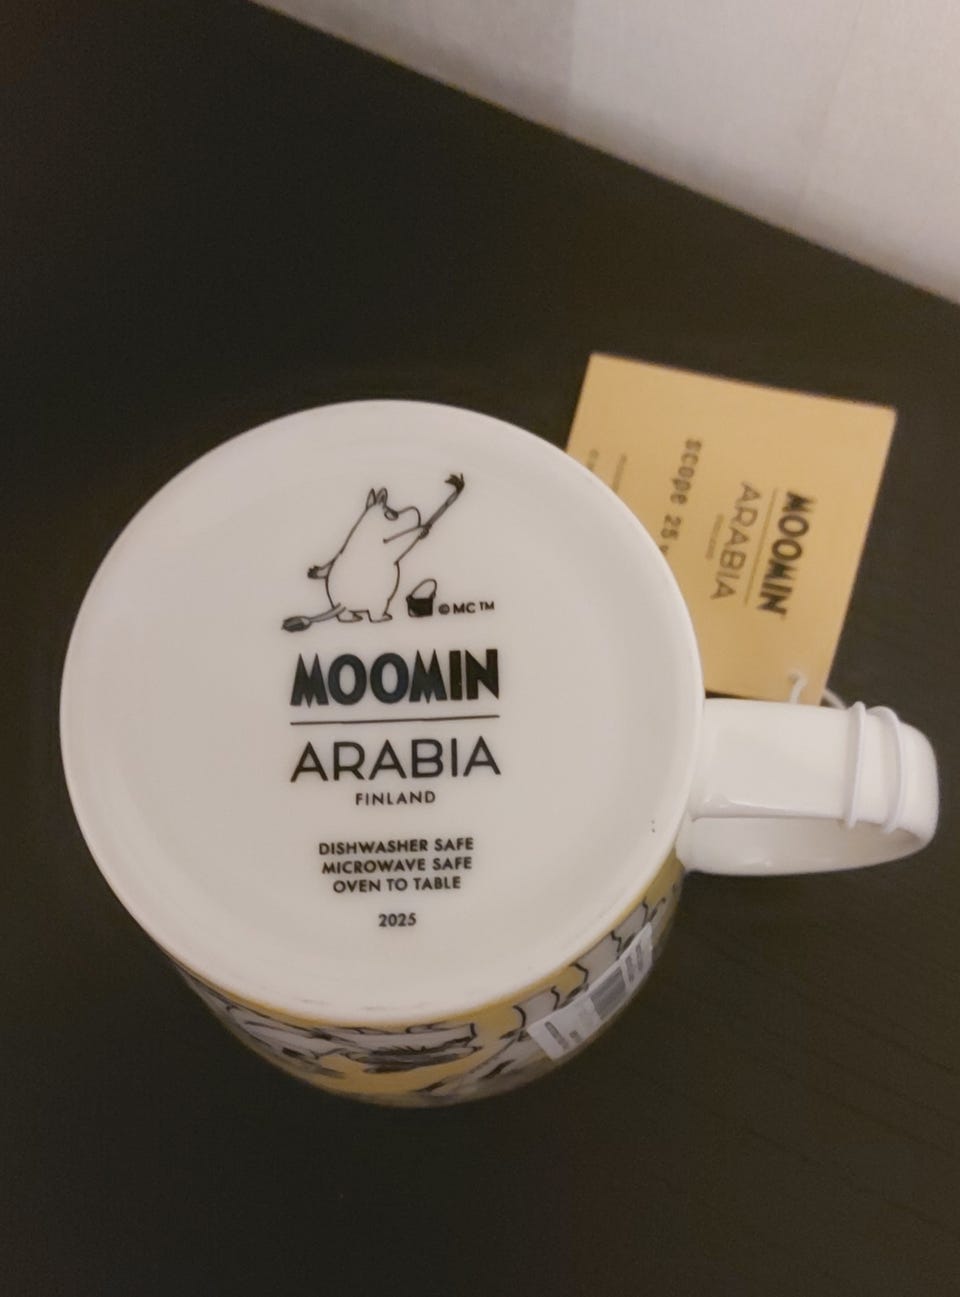 © MC ™
MOOMIN
ARABIA
FINLAND
DISHWASHER SAFE
MICROWAVE SAFE
OVEN TO TABLE
2025
MOOMIN
ARABIA
scope 25